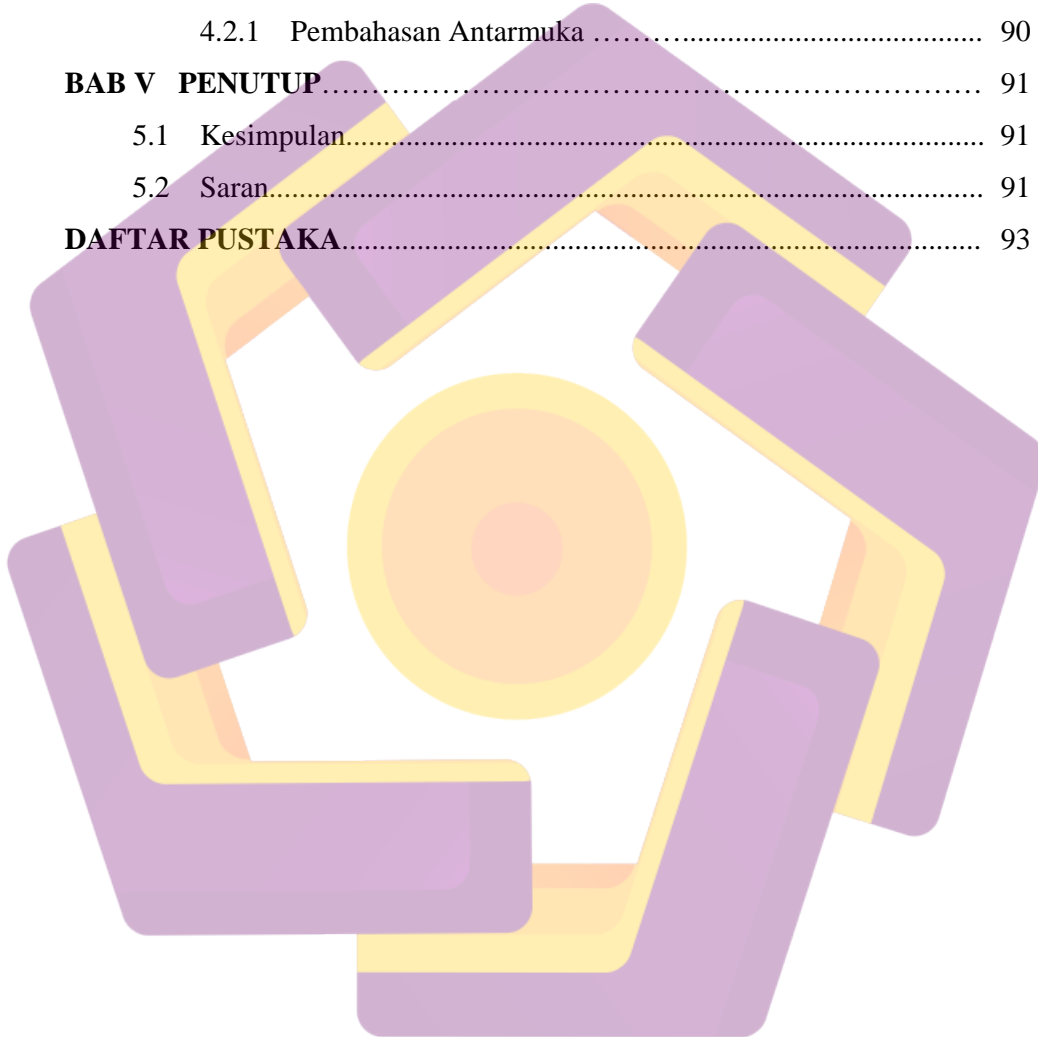 4.2.1 Pembahasan Antarmuka ................................................ 90
BAB V PENUTUP................................................................ 91
5.1 Kesimpulan................................................................ 91
5.2 Saran................................................................ 91
DAFTAR PUSTAKA................................................................ 93